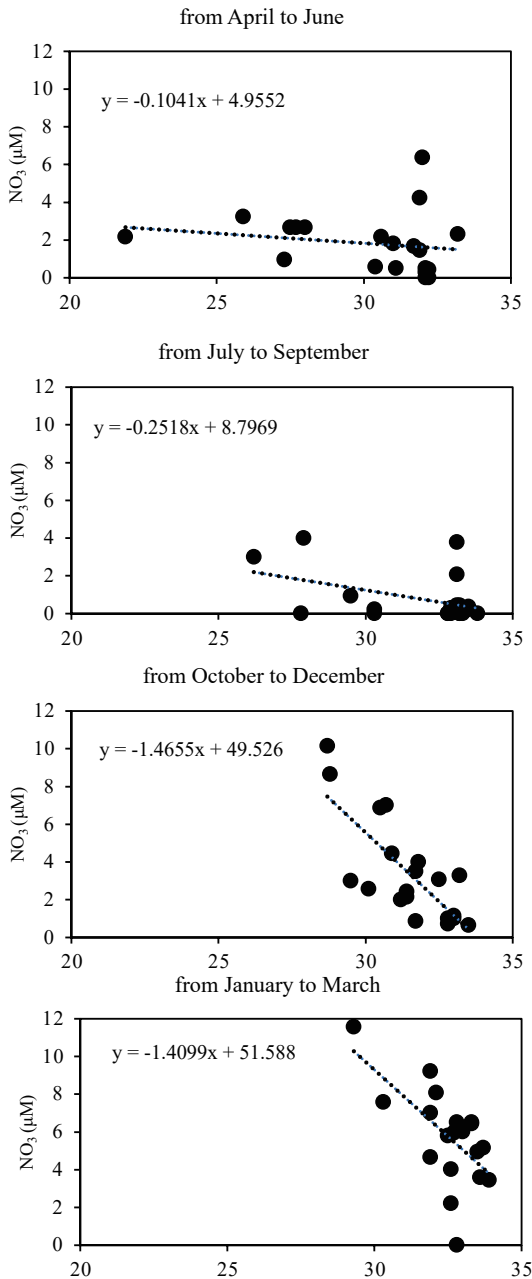 from April to June
12
y = -0.1041x + 4.9552
10
8
NO3 (μM)
6
4
2
0
20 25 30 35
from July to September
12
y = -0.2518x + 8.7969
10
8
NO3 (μM)
6
4
2
0
20 25 30 35
from October to December
12
y = -1.4655x + 49.526
10
8
NO3 (μM)
6
4
2
0
20 25 30 35
from January to March
12
y = -1.4099x + 51.588
10
8
NO3 (μM)
6
4
2
0
20 25 30 35